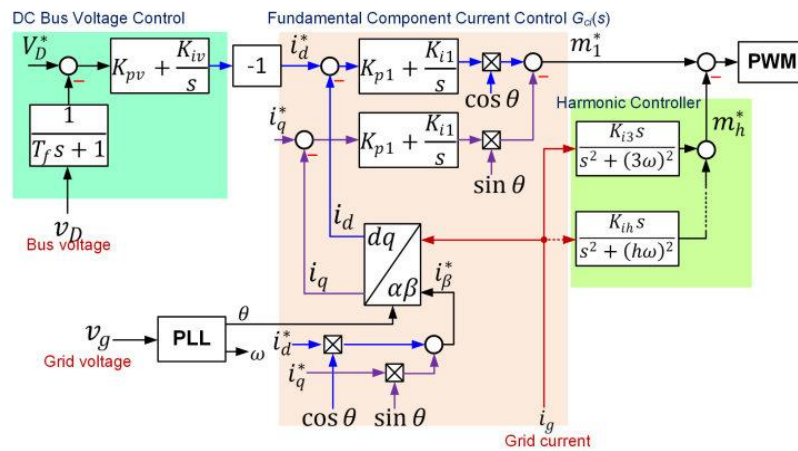 DC Bus Voltage Control
Fundamental Component Current Control G_ci(s)
V_D^*
K_pv + K_iv/s
-1
i_d^*
K_p1 + K_i1/s
cos θ
m_1^*
PWM
1/(T_f s + 1)
i_q^*
K_p1 + K_i1/s
sin θ
Harmonic Controller
m_h^*
K_i3 s/(s^2 + (3ω)^2)
v_D
Bus voltage
i_d
dq
αβ
K_ih s/(s^2 + (hω)^2)
i_q
i_β^*
v_g
Grid voltage
PLL
θ
ω
i_d^*
i_q^*
cos θ
sin θ
i_g
Grid current